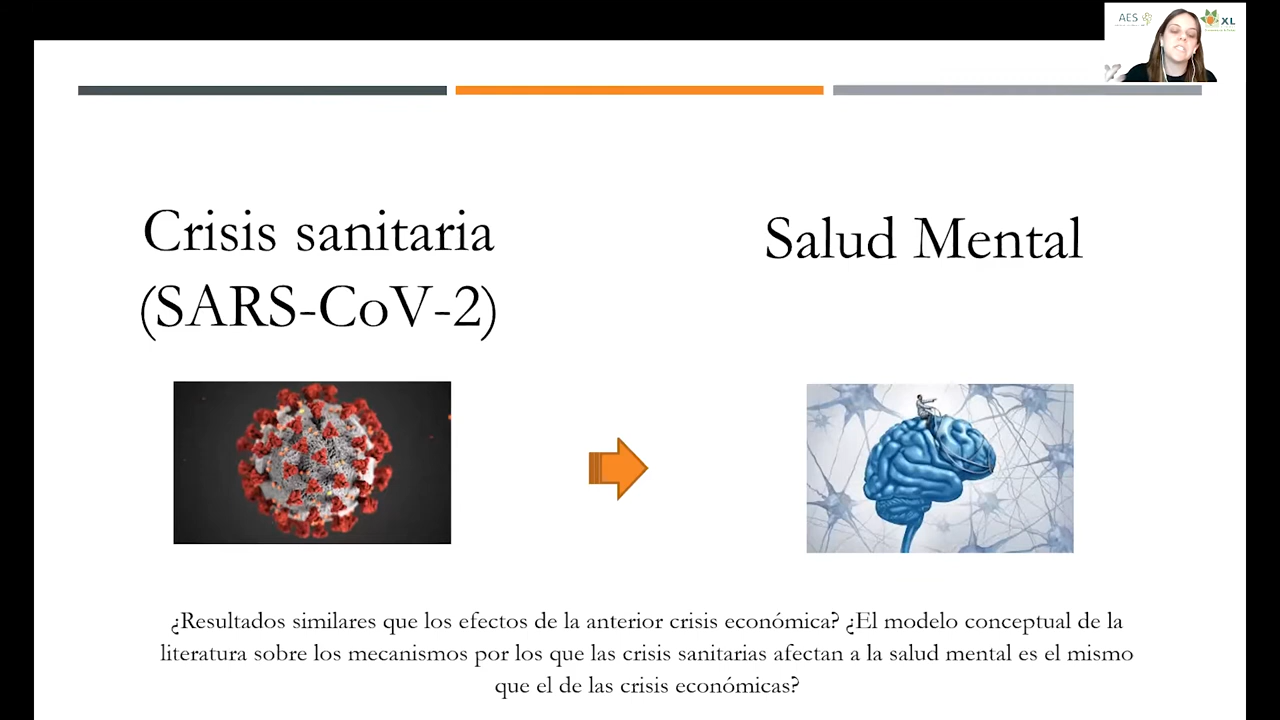 AES
XL
Crisis sanitaria
(SARS-CoV-2)
Salud Mental
¿Resultados similares que los efectos de la anterior crisis económica? ¿El modelo conceptual de la
literatura sobre los mecanismos por los que las crisis sanitarias afectan a la salud mental es el mismo
que el de las crisis económicas?